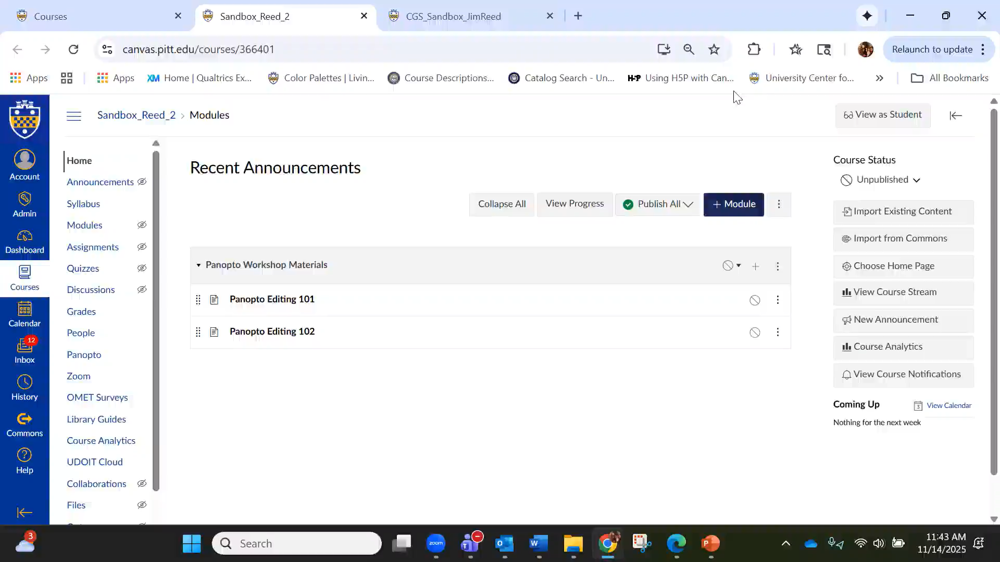 Courses
Sandbox_Reed_2
CGS_Sandbox_JimReed
canvas.pitt.edu/courses/366401
Relaunch to update
Apps
Apps
XM Home | Qualtrics Ex...
Color Palettes | Livin...
Course Descriptions...
Catalog Search - Un...
H-P Using H5P with Can...
University Center fo...
All Bookmarks
Sandbox_Reed_2 > Modules
View as Student
Account
Admin
Dashboard
Courses
Calendar
12
Inbox
History
Commons
Help
Home
Announcements
Syllabus
Modules
Assignments
Quizzes
Discussions
Grades
People
Panopto
Zoom
OMET Surveys
Library Guides
Course Analytics
UDOIT Cloud
Collaborations
Files
Recent Announcements
Collapse All
View Progress
Publish All
+ Module
Panopto Workshop Materials
Panopto Editing 101
Panopto Editing 102
Course Status
Unpublished
Import Existing Content
Import from Commons
Choose Home Page
View Course Stream
New Announcement
Course Analytics
View Course Notifications
Coming Up
3 View Calendar
Nothing for the next week
3
Search
zoom
T
O
W
P
11:43 AM
11/14/2025